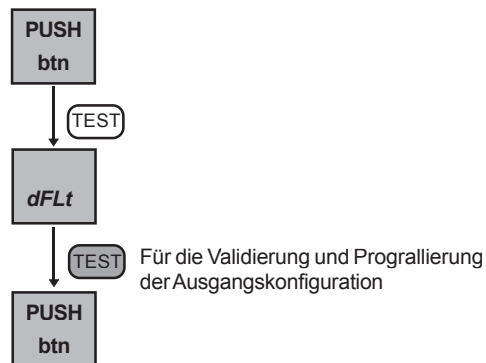 PUSH
btn
TEST
dFLt
TEST
Für die Validierung und Prograllierung
der Ausgangskonfiguration
PUSH
btn